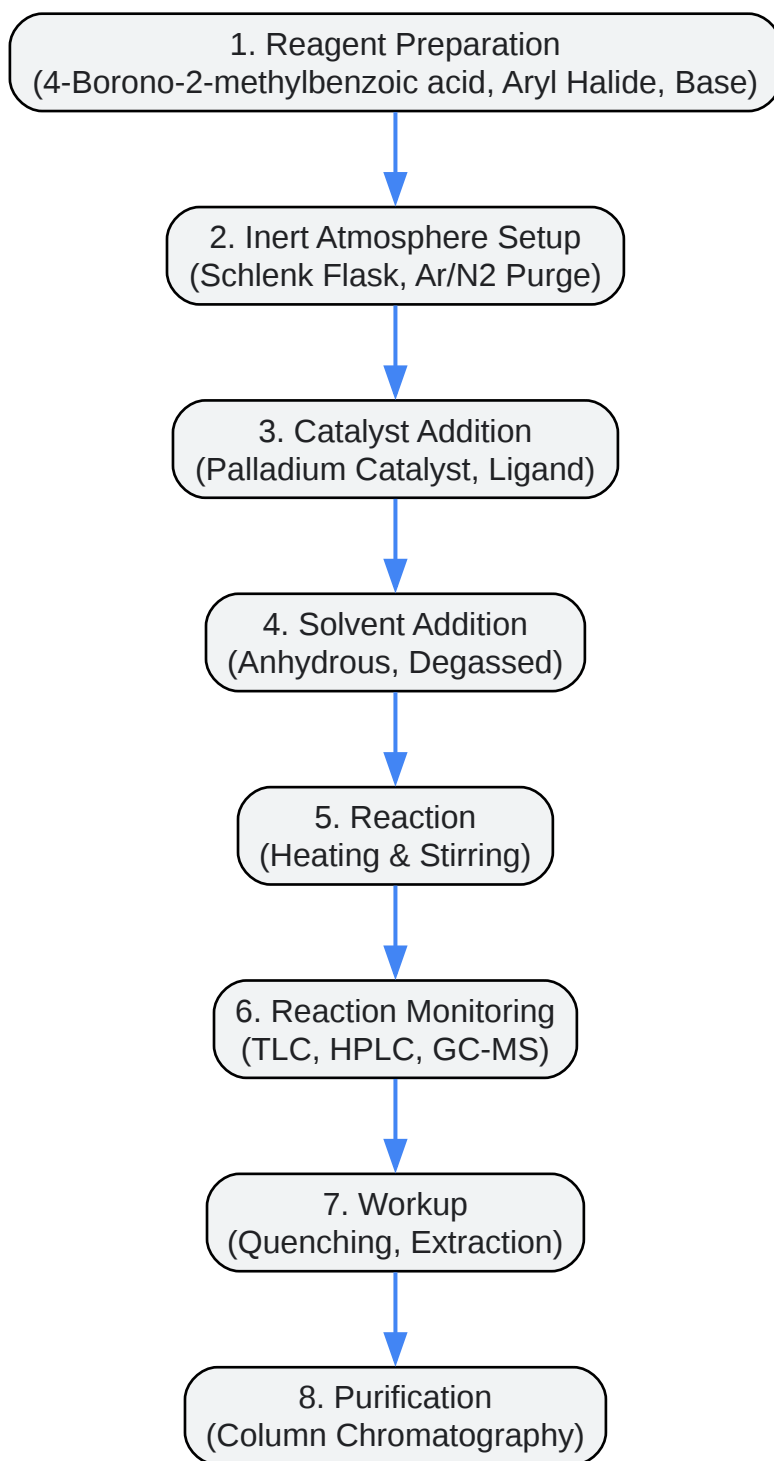 1. Reagent Preparation
(4-Borono-2-methylbenzoic acid, Aryl Halide, Base)
2. Inert Atmosphere Setup
(Schlenk Flask, Ar/N2 Purge)
3. Catalyst Addition
(Palladium Catalyst, Ligand)
4. Solvent Addition
(Anhydrous, Degassed)
5. Reaction
(Heating & Stirring)
6. Reaction Monitoring
(TLC, HPLC, GC-MS)
7. Workup
(Quenching, Extraction)
8. Purification
(Column Chromatography)